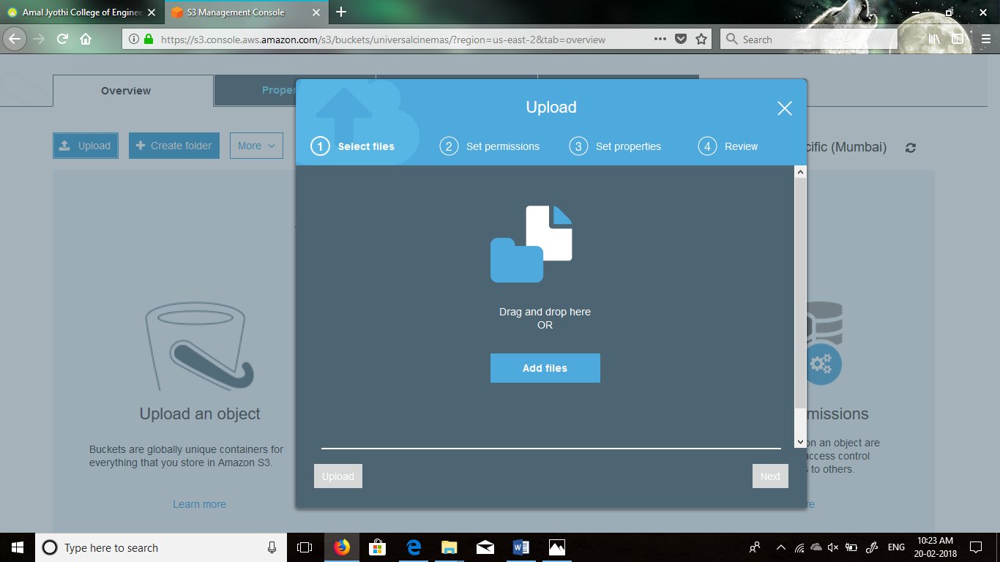 Amal Jyothi College of Enginee
S3 Management Console
https://s3.console.aws.amazon.com/s3/buckets/universalcinemas/?region=us-east-2&tab=overview
Search
Overview
Proper
Upload
Create folder
More
cific (Mumbai)
Upload
1 Select files
2 Set permissions
3 Set properties
4 Review
Drag and drop here
OR
Add files
Upload
Next
Upload an object
Buckets are globally unique containers for
everything that you store in Amazon S3.
Learn more
missions
on an object are
access control
s to others.
re
Type here to search
ENG
10:23 AM
20-02-2018